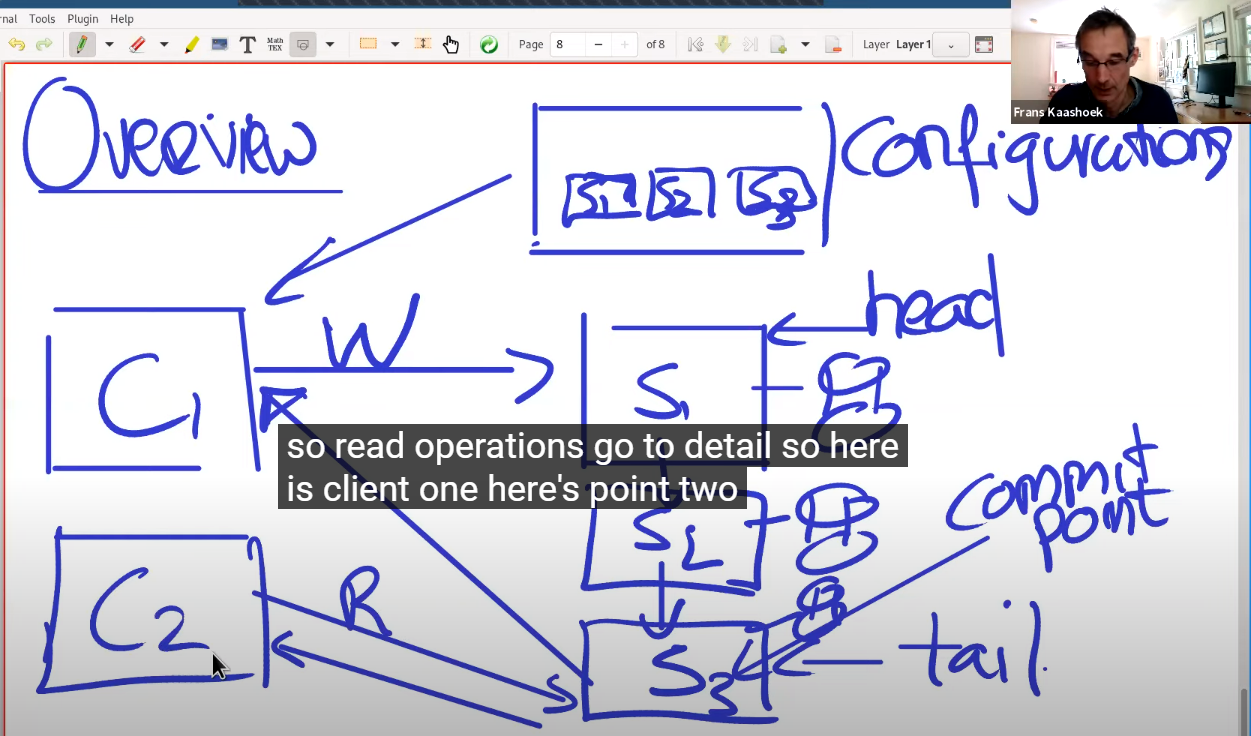 nal Tools Plugin Help
T Math TEX Page 8 of 8 Layer Layer 1
Frans Kaashoek
Overview
Configurations
S1 S2 S3
W
head
C1
S1
so read operations go to detail so here
is client one here's point two
commit
point
S2
R
C2
S3
tail